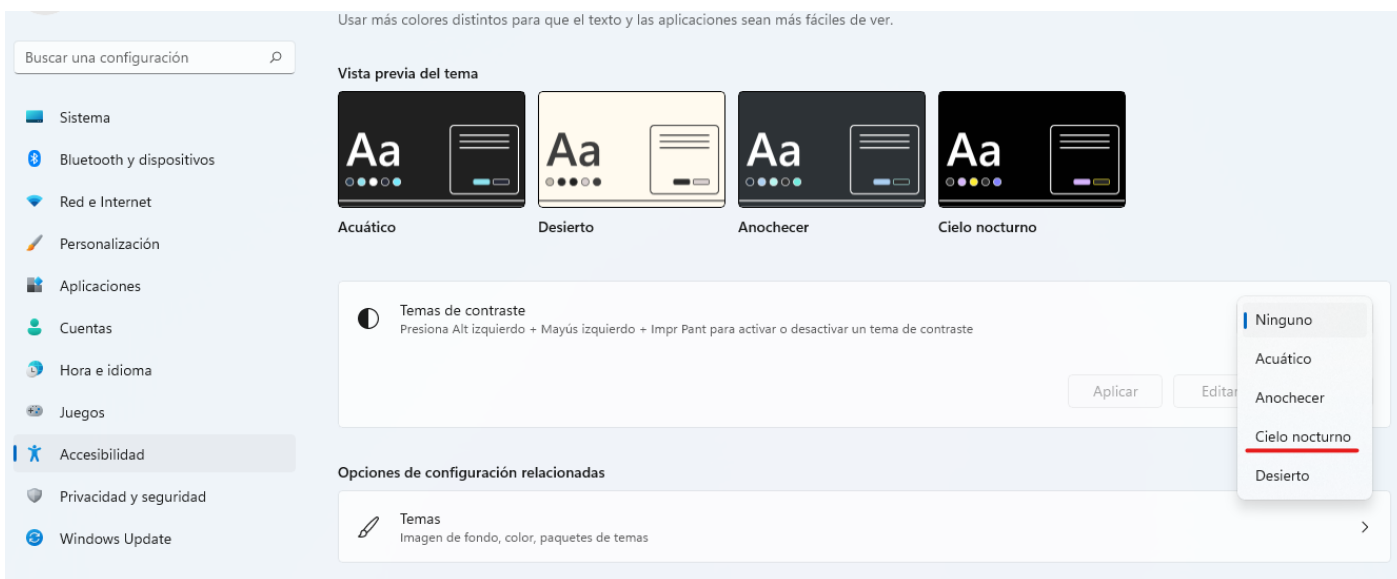 Usar más colores distintos para que el texto y las aplicaciones sean más fáciles de ver.
Buscar una configuración
Sistema
Bluetooth y dispositivos
Red e Internet
Personalización
Aplicaciones
Cuentas
Hora e idioma
Juegos
Accesibilidad
Privacidad y seguridad
Windows Update
Vista previa del tema
Aa
Aa
Aa
Aa
Acuático
Desierto
Anochecer
Cielo nocturno
Temas de contraste
Presiona Alt izquierdo + Mayús izquierdo + Impr Pant para activar o desactivar un tema de contraste
Aplicar
Editar
Ninguno
Acuático
Anochecer
Cielo nocturno
Desierto
Opciones de configuración relacionadas
Temas
Imagen de fondo, color, paquetes de temas